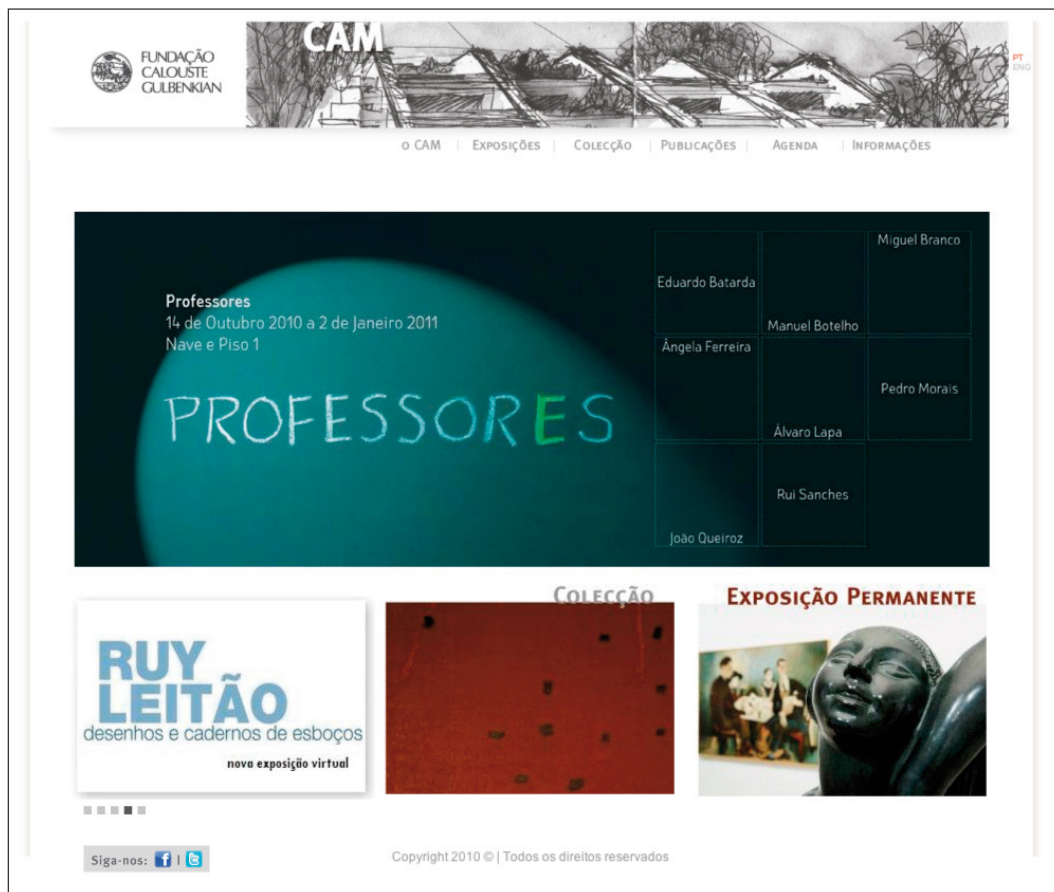 FUNDAÇÃO
CALOUSTE
GULBENKIAN
CAM
PT
ENG
O CAM | EXPOSIÇÕES | COLECÇÃO | PUBLICAÇÕES | AGENDA | INFORMAÇÕES
Professores
14 de Outubro 2010 a 2 de Janeiro 2011
Nave e Piso 1
PROFESSORES
Miguel Branco
Eduardo Batarda
Manuel Botelho
Ângela Ferreira
Pedro Morais
Álvaro Lapa
Rui Sanches
João Queiroz
RUY
LEITÃO
desenhos e cadernos de esboços
nova exposição virtual
COLECÇÃO
EXPOSIÇÃO PERMANENTE
Siga-nos: f | t
Copyright 2010 © | Todos os direitos reservados